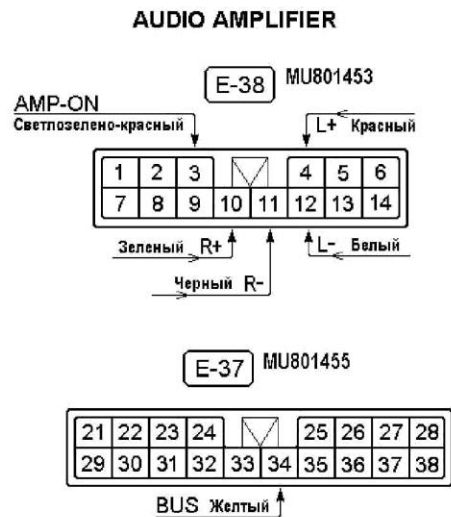 AUDIO AMPLIFIER
E-38 MU801453
AMP-ON
Светлозелено-красный
L+ Красный
1 2 3 4 5 6
7 8 9 10 11 12 13 14
Зеленый R+
L- Белый
Черный R-
E-37 MU801455
21 22 23 24 25 26 27 28
29 30 31 32 33 34 35 36 37 38
BUS Желтый